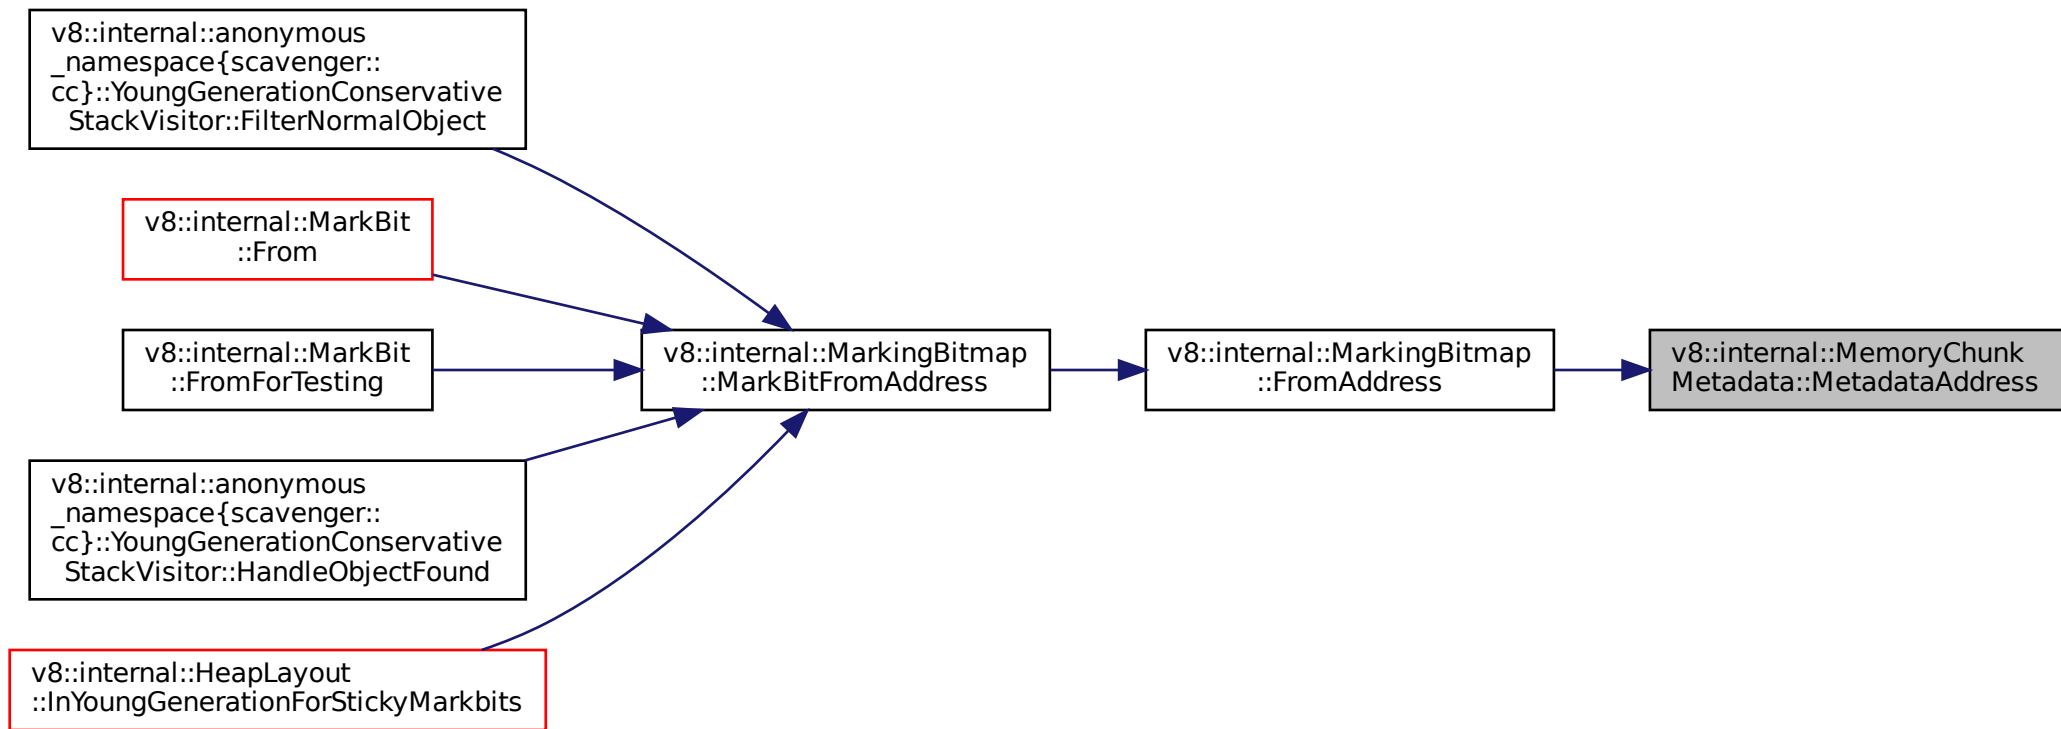 v8::internal::anonymous
_namespace{scavenger::
cc}::YoungGenerationConservative
StackVisitor::FilterNormalObject
v8::internal::MarkBit
::From
v8::internal::MarkBit
::FromForTesting
v8::internal::anonymous
_namespace{scavenger::
cc}::YoungGenerationConservative
StackVisitor::HandleObjectFound
v8::internal::HeapLayout
::InYoungGenerationForStickyMarkbits
v8::internal::MarkingBitmap
::MarkBitFromAddress
v8::internal::MarkingBitmap
::FromAddress
v8::internal::MemoryChunk
Metadata::MetadataAddress